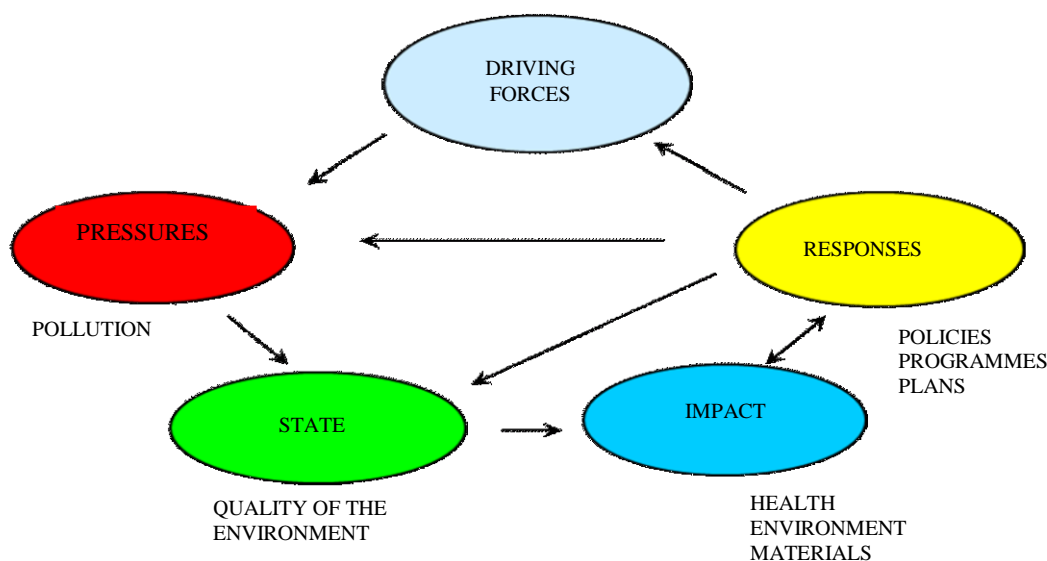 DRIVING
FORCES
PRESSURES
RESPONSES
POLLUTION
POLICIES
PROGRAMMES
PLANS
STATE
IMPACT
QUALITY OF THE
ENVIRONMENT
HEALTH
ENVIRONMENT
MATERIALS